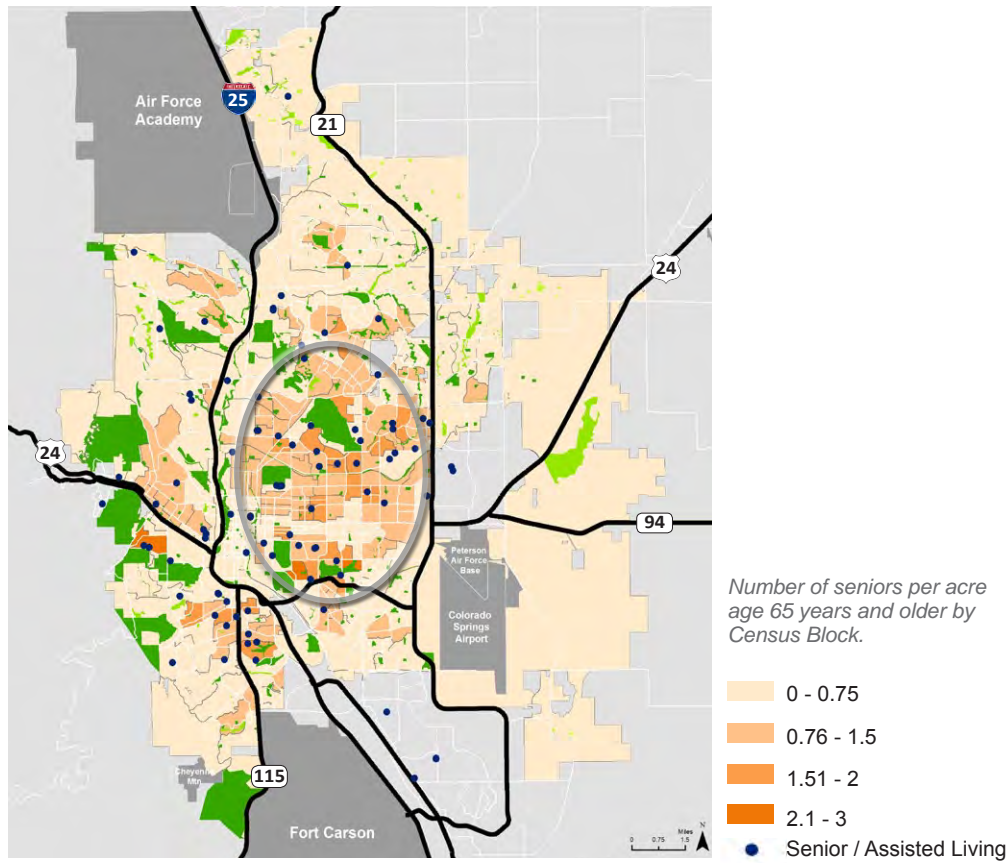 Air Force
Academy
INTERSTATE
25
21
24
24
94
Peterson
Air Force
Base
Colorado
Springs
Airport
115
Cheyenne
Mtn
Fort Carson
Miles
0 0.75 1.5
N
Number of seniors per acre
age 65 years and older by
Census Block.
0 - 0.75
0.76 - 1.5
1.51 - 2
2.1 - 3
Senior / Assisted Living